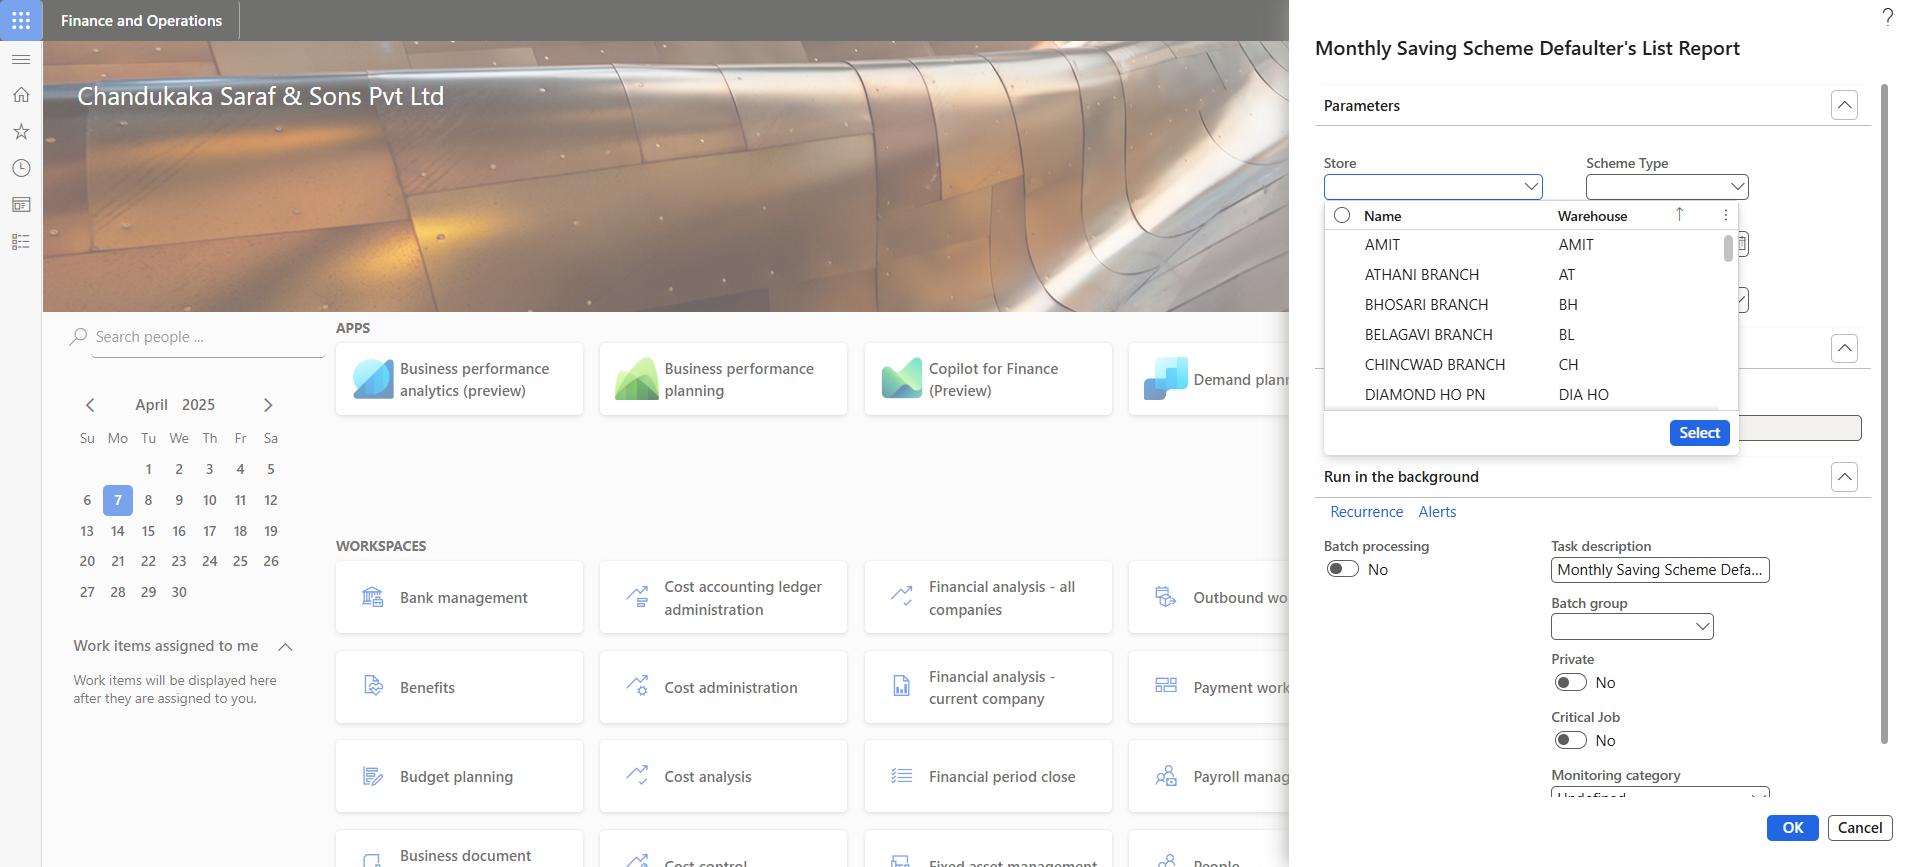 Finance and Operations
?
Chandukaka Saraf & Sons Pvt Ltd
Search people ...
April 2025
Su Mo Tu We Th Fr Sa
1 2 3 4 5
6 7 8 9 10 11 12
13 14 15 16 17 18 19
20 21 22 23 24 25 26
27 28 29 30
Work items assigned to me
Work items will be displayed here
after they are assigned to you.
APPS
Business performance
analytics (preview)
Business performance
planning
Copilot for Finance
(Preview)
Demand plann
WORKSPACES
Bank management
Cost accounting ledger
administration
Financial analysis - all
companies
Outbound wo
Benefits
Cost administration
Financial analysis -
current company
Payment work
Budget planning
Cost analysis
Financial period close
Payroll manag
Business document
Cost control
Fixed asset management
People
Monthly Saving Scheme Defaulter's List Report
Parameters
Store
Scheme Type
Name Warehouse
AMIT AMIT
ATHANI BRANCH AT
BHOSARI BRANCH BH
BELAGAVI BRANCH BL
CHINCWAD BRANCH CH
DIAMOND HO PN DIA HO
Select
Run in the background
Recurrence Alerts
Batch processing
No
Task description
Monthly Saving Scheme Defa...
Batch group
Private
No
Critical Job
No
Monitoring category
Undefined
OK Cancel